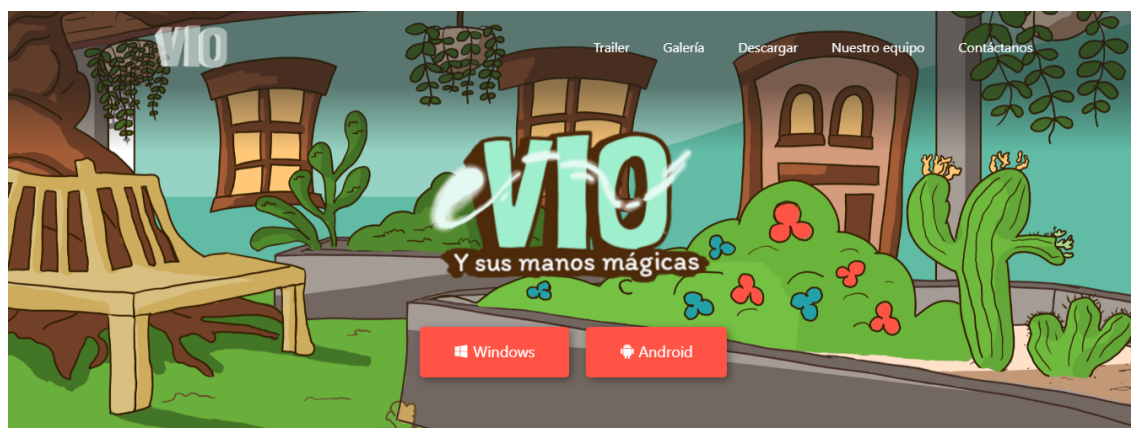 VIO
Trailer Galería Descargar Nuestro equipo Contáctanos
VIO
Y sus manos mágicas
Windows Android